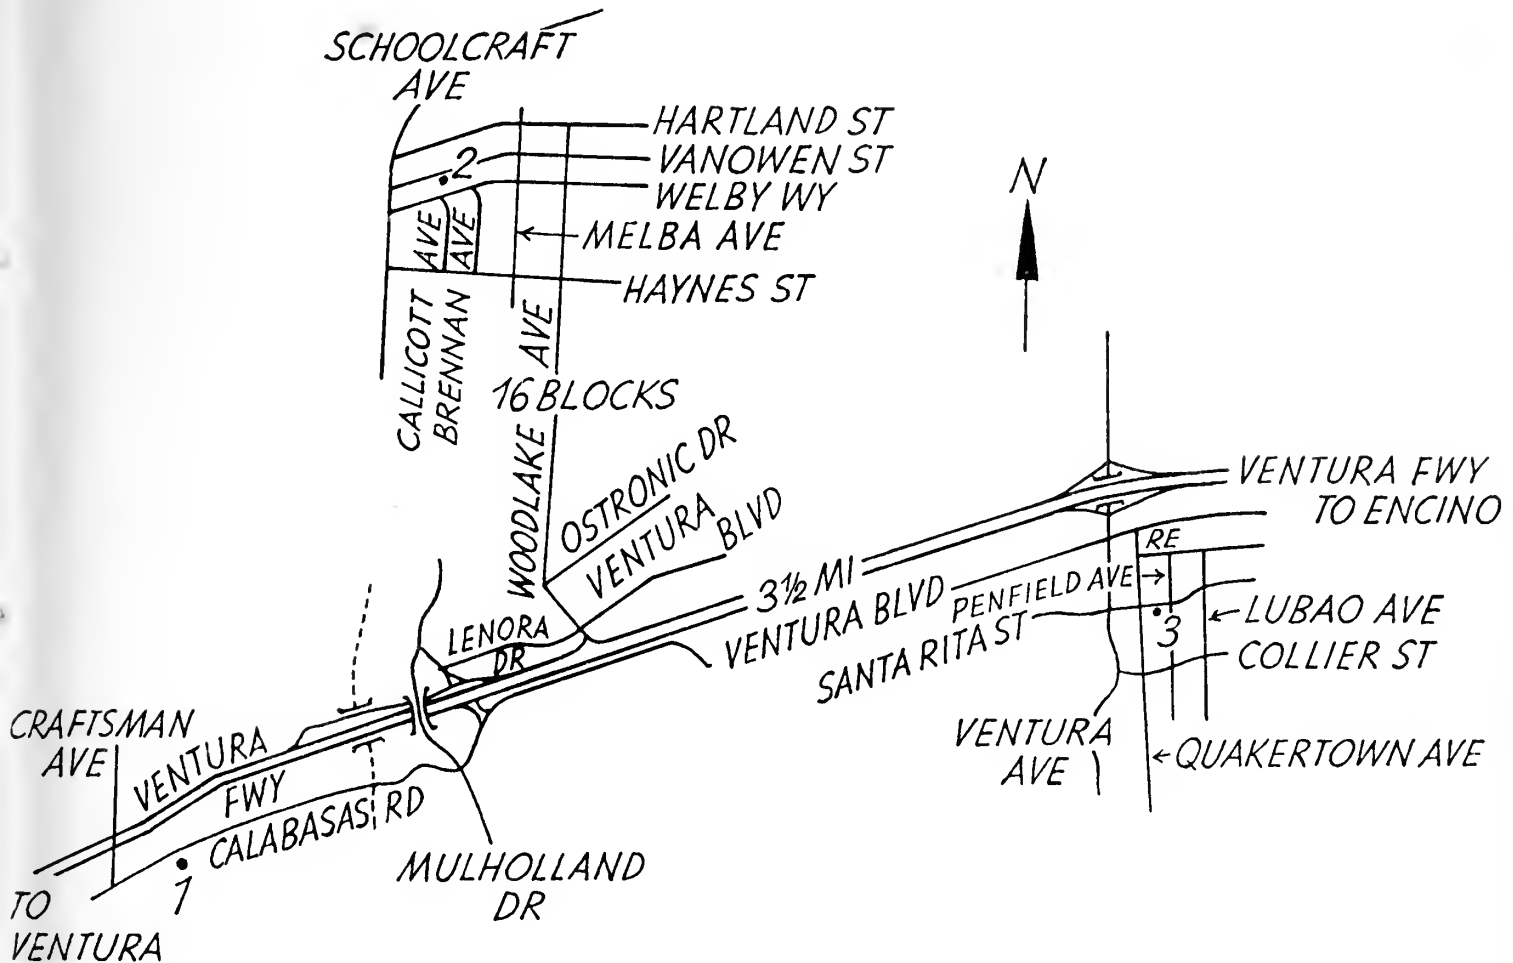 SCHOOLCRAFT
AVE
HARTLAND ST
2
VANOWEN ST
WELBY WY
N
AVE
AVE
MELBA AVE
HAYNES ST
CALLICOTT
BRENNAN
WOODLAKE AVE
16 BLOCKS
OSTRONIC DR
VENTURA
BLVD
VENTURA FWY
TO ENCINO
RE
3½ MI
PENFIELD AVE
VENTURA BLVD
LUBAO AVE
LENORA
DR
SANTA RITA ST
3
COLLIER ST
CRAFTSMAN
AVE
VENTURA
FWY
VENTURA
AVE
QUAKERTOWN AVE
CALABASAS RD
1
MULHOLLAND
DR
TO
VENTURA